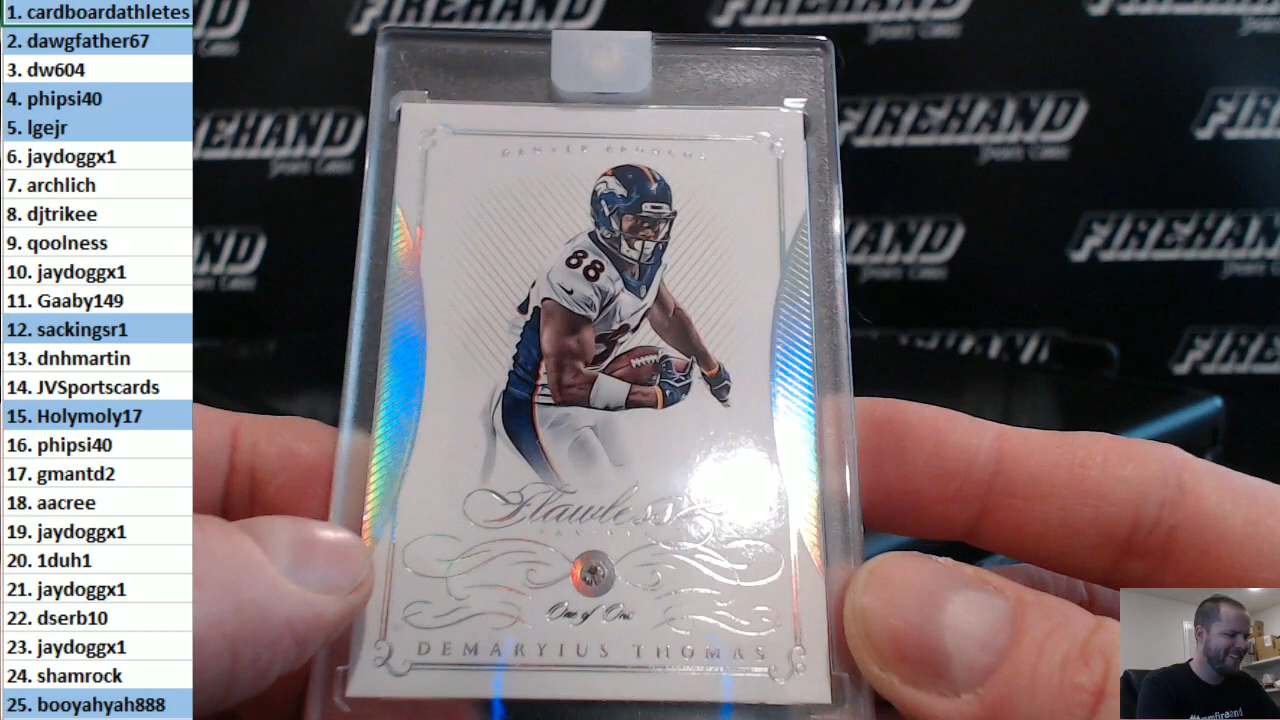 1. cardboardathletes
2. dawgfather67
3. dw604
4. phipsi40
5. lgejr
6. jaydoggx1
7. archlich
8. djtrikee
9. qoolness
10. jaydoggx1
11. Gaaby149
12. sackingsr1
13. dnhmartin
14. JVSportscards
15. Holymoly17
16. phipsi40
17. gmantd2
18. aacree
19. jaydoggx1
20. 1duh1
21. jaydoggx1
22. dserb10
23. jaydoggx1
24. shamrock
25. booyahyah888
FIREHAND
FIREHAND
FIREHAND
DENVER BRONCOS
88
Flawless
One of One
DEMARYIUS THOMAS